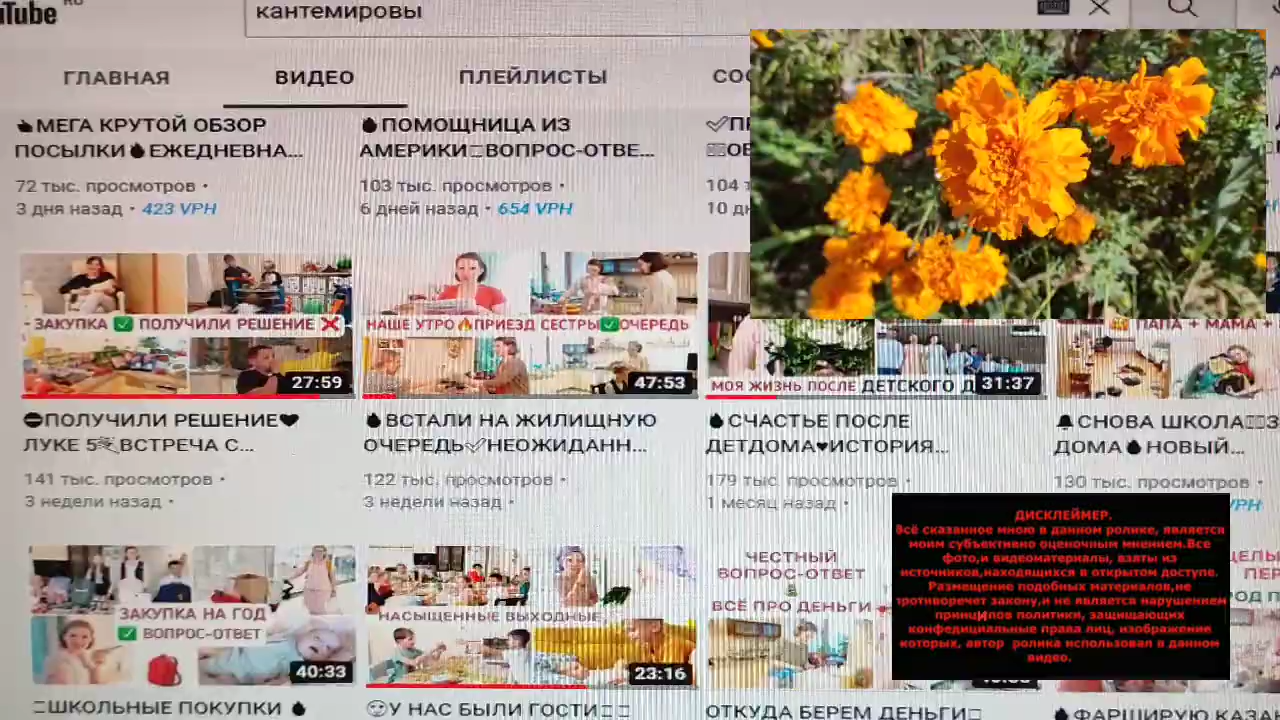 Tube
кантемировы
ГЛАВНАЯ
ВИДЕО
ПЛЕЙЛИСТЫ
МЕГА КРУТОЙ ОБЗОР
ПОСЫЛКИ ЕЖЕДНЕВНА...
72 тыс. просмотров •
3 дня назад • 423 VPH
ПОМОЩНИЦА ИЗ
АМЕРИКИ ВОПРОС-ОТВЕ...
103 тыс. просмотров •
6 дней назад • 654 VPH
104
10
- ЗАКУПКА ✅ ПОЛУЧИЛИ РЕШЕНИЕ ❌
27:59
НАШЕ УТРО🔥ПРИЕЗД СЕСТРЫ✅ОЧЕРЕДЬ
47:53
МОЯ ЖИЗНЬ ПОСЛЕ ДЕТСКОГО Д
31:37
ПАПА + МАМА +
ПОЛУЧИЛИ РЕШЕНИЕ
ЛУКЕ 5 ВСТРЕЧА С...
141 тыс. просмотров •
3 недели назад •
ВСТАЛИ НА ЖИЛИЩНУЮ
ОЧЕРЕДЬ НЕОЖИДАНН...
122 тыс. просмотров •
3 недели назад •
СЧАСТЬЕ ПОСЛЕ
ДЕТДОМА♥ИСТОРИЯ...
179 тыс. просмотров •
1 месяц назад •
СНОВА ШКОЛА
ДОМА НОВЫЙ...
130 тыс. просмотров •
VPH
ЗАКУПКА НА ГОД
✅ ВОПРОС-ОТВЕТ
40:33
НАСЫЩЕННЫЕ ВЫХОДНЫЕ
23:16
ЧЕСТНЫЙ
ВОПРОС-ОТВЕТ
ВСЁ ПРО ДЕНЬГИ
ДИСКЛЕЙМЕР.
Всё сказанное мною в данном ролике, является
моим субъективно оценочным мнением.Все
фото,и видеоматериалы, взяты из
источников,находящихся в открытом доступе.
Размещение подобных материалов,не
противоречет закону,и не является нарушением
принципов политики, защищающих
конфедициальные права лиц, изображение
которых, автор ролика использовал в данном
видео.
ШКОЛЬНЫЕ ПОКУПКИ
У НАС БЫЛИ ГОСТИ
ОТКУДА БЕРЕМ ДЕНЬГИ
ФАРШИРУЮ